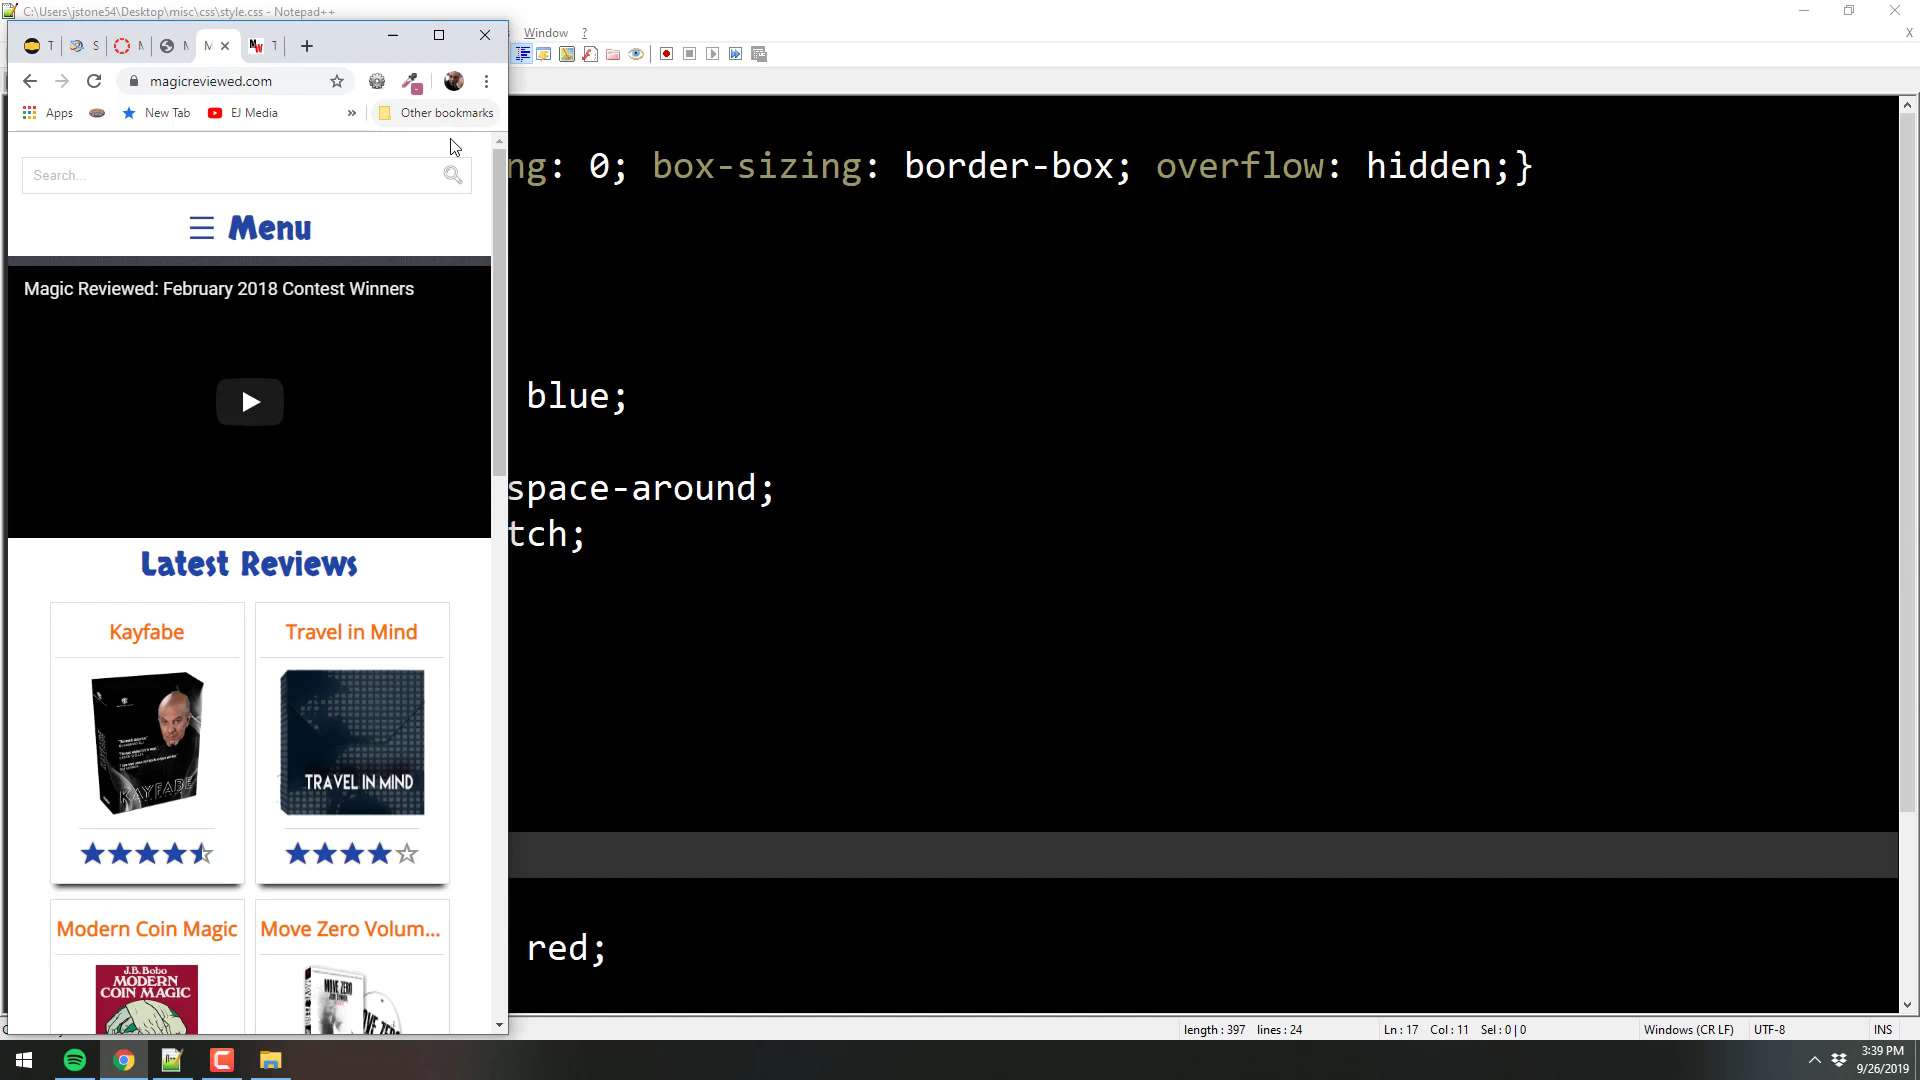 C:\Users\jstone54\Desktop\misc\css\style.css - Notepad++
Window ?
X
T S M M M T
magicreviewed.com
Apps New Tab EJ Media » Other bookmarks
Search...
☰ Menu
Magic Reviewed: February 2018 Contest Winners
Latest Reviews
Kayfabe
Travel in Mind
KAYFABE
TRAVEL IN MIND
Modern Coin Magic
Move Zero Volum...
J.B. Bobo
MODERN
COIN MAGIC
MOVE ZERO
ng: 0; box-sizing: border-box; overflow: hidden;}
blue;
space-around;
tch;
red;
length : 397 lines : 24
Ln : 17 Col : 11 Sel : 0 | 0
Windows (CR LF)
UTF-8
INS
3:39 PM
9/26/2019